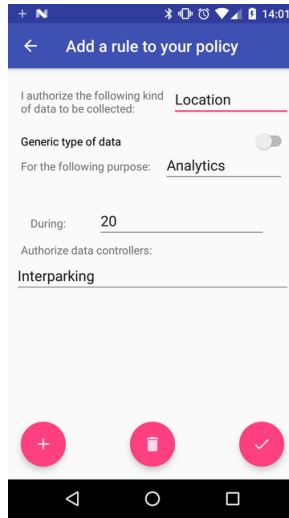 14:01
Add a rule to your policy
I authorize the following kind
of data to be collected:
Location
Generic type of data
For the following purpose:
Analytics
During:
20
Authorize data controllers:
Interparking